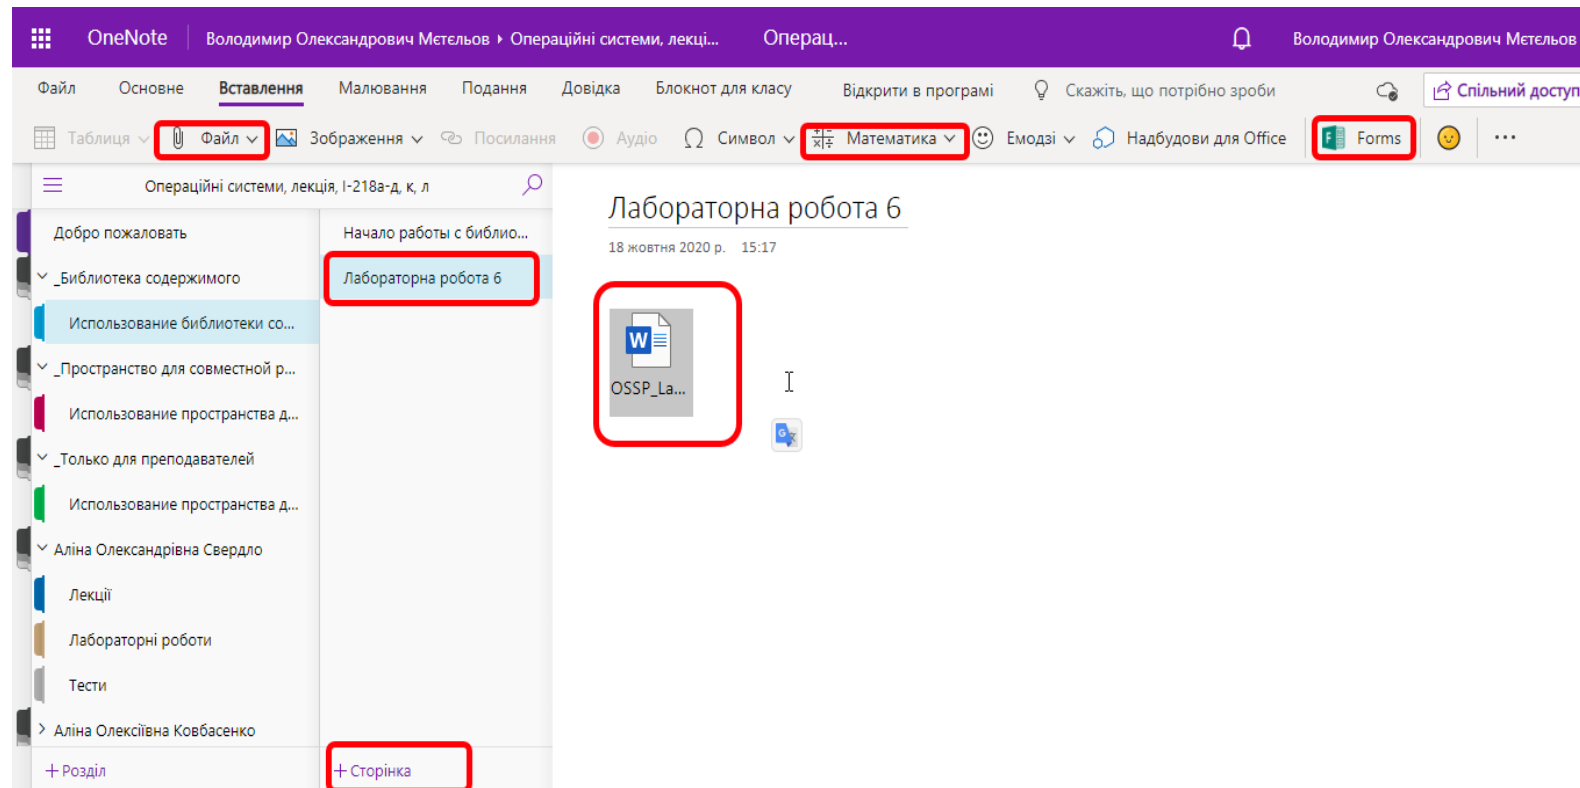 OneNote Володимир Олександрович Мєтєльов › Операційні системи, лекці... Операц... Володимир Олександрович Мєтєльов
Файл Основне Вставлення Малювання Подання Довідка Блокнот для класу Відкрити в програмі Скажіть, що потрібно зроби Спільний доступ
Таблиця Файл Зображення Посилання Аудіо Символ Математика Емодзі Надбудови для Office Forms ...
Операційні системи, лекція, І-218а-д, к, л
Добро пожаловать
_Библиотека содержимого
Использование библиотеки со...
_Пространство для совместной р...
Использование пространства д...
_Только для преподавателей
Использование пространства д...
Аліна Олександрівна Свердло
Лекції
Лабораторні роботи
Тести
Аліна Олексіївна Ковбасенко
+ Розділ
Начало работы с библио...
Лабораторна робота 6
+ Сторінка
Лабораторна робота 6
18 жовтня 2020 р. 15:17
W
OSSP_La...